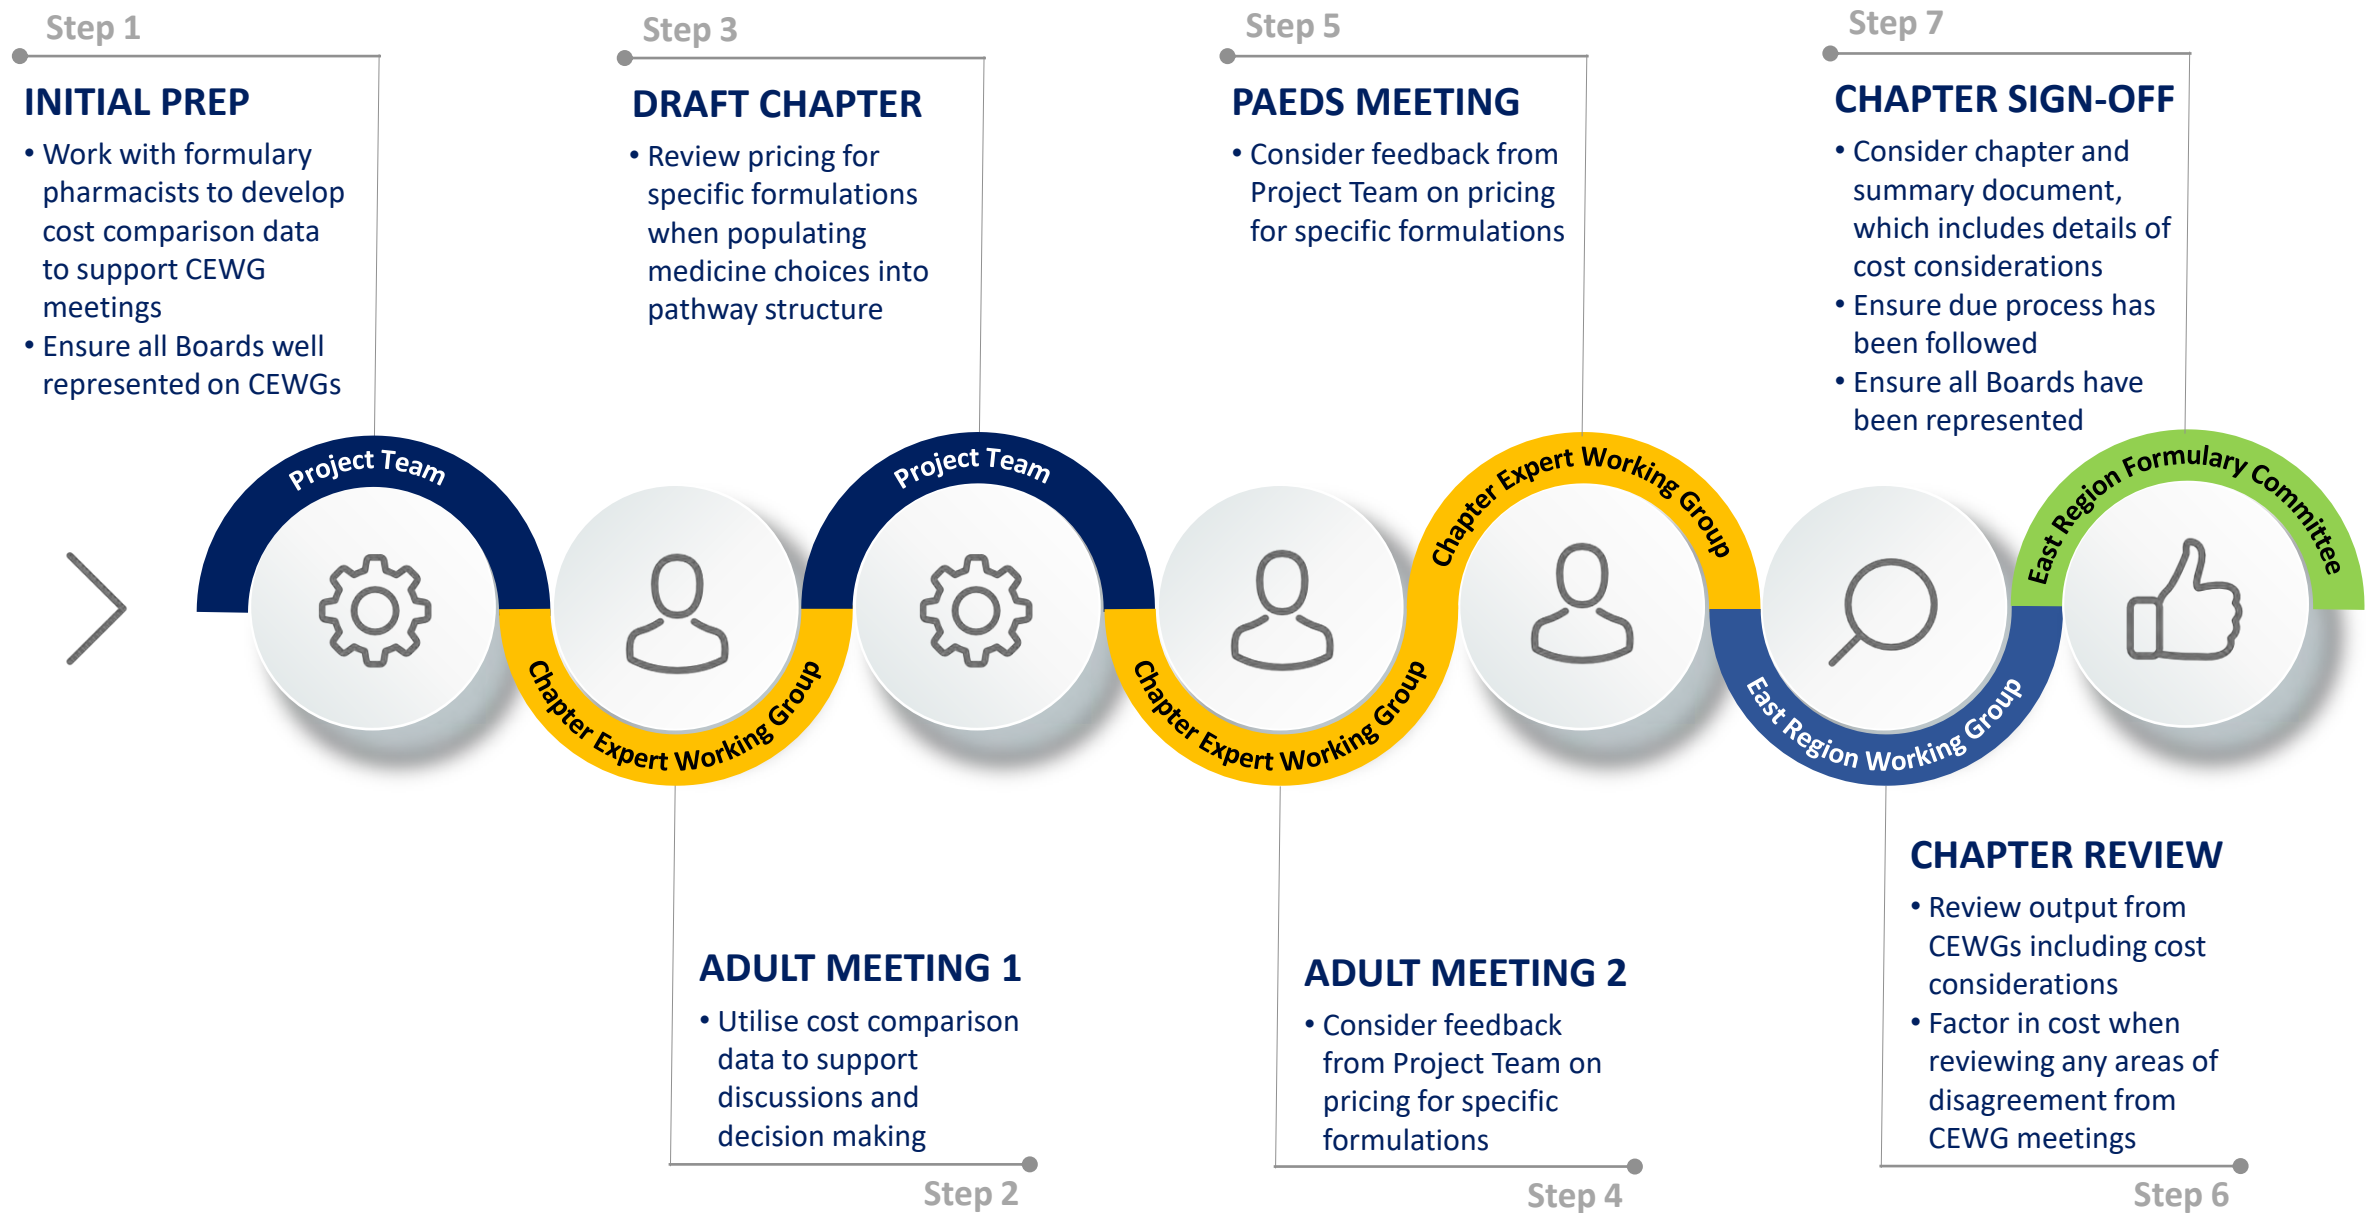 Step 1
INITIAL PREP
• Work with formulary
pharmacists to develop
cost comparison data
to support CEWG
meetings
• Ensure all Boards well
represented on CEWGs
Project Team
Chapter Expert Working Group
ADULT MEETING 1
• Utilise cost comparison
data to support
discussions and
decision making
Step 2
Step 3
DRAFT CHAPTER
• Review pricing for
specific formulations
when populating
medicine choices into
pathway structure
Project Team
Chapter Expert Working Group
ADULT MEETING 2
• Consider feedback
from Project Team on
pricing for specific
formulations
Step 4
Step 5
PAEDS MEETING
• Consider feedback from
Project Team on pricing
for specific formulations
Chapter Expert Working Group
East Region Working Group
CHAPTER REVIEW
• Review output from
CEWGs including cost
considerations
• Factor in cost when
reviewing any areas of
disagreement from
CEWG meetings
Step 6
Step 7
CHAPTER SIGN-OFF
• Consider chapter and
summary document,
which includes details of
cost considerations
• Ensure due process has
been followed
• Ensure all Boards have
been represented
East Region Formulary Committee